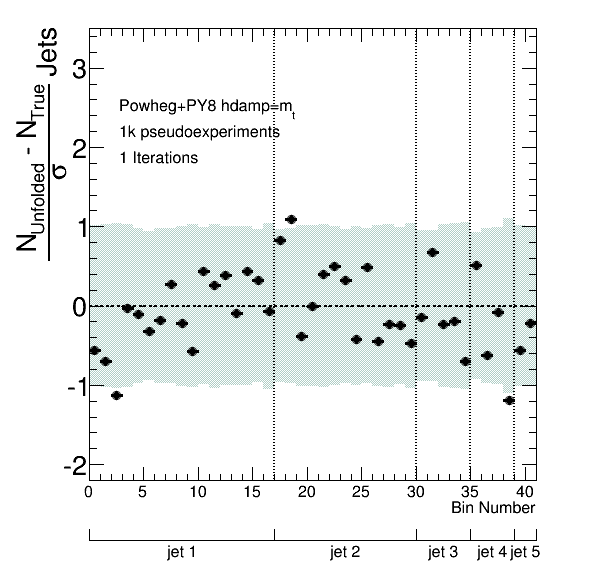 N_Unfolded - N_True Jets
σ
3
2
1
0
-1
-2
Powheg+PY8 hdamp=m_t
1k pseudoexperiments
1 Iterations
0 5 10 15 20 25 30 35 40
Bin Number
jet 1 jet 2 jet 3 jet 4 jet 5